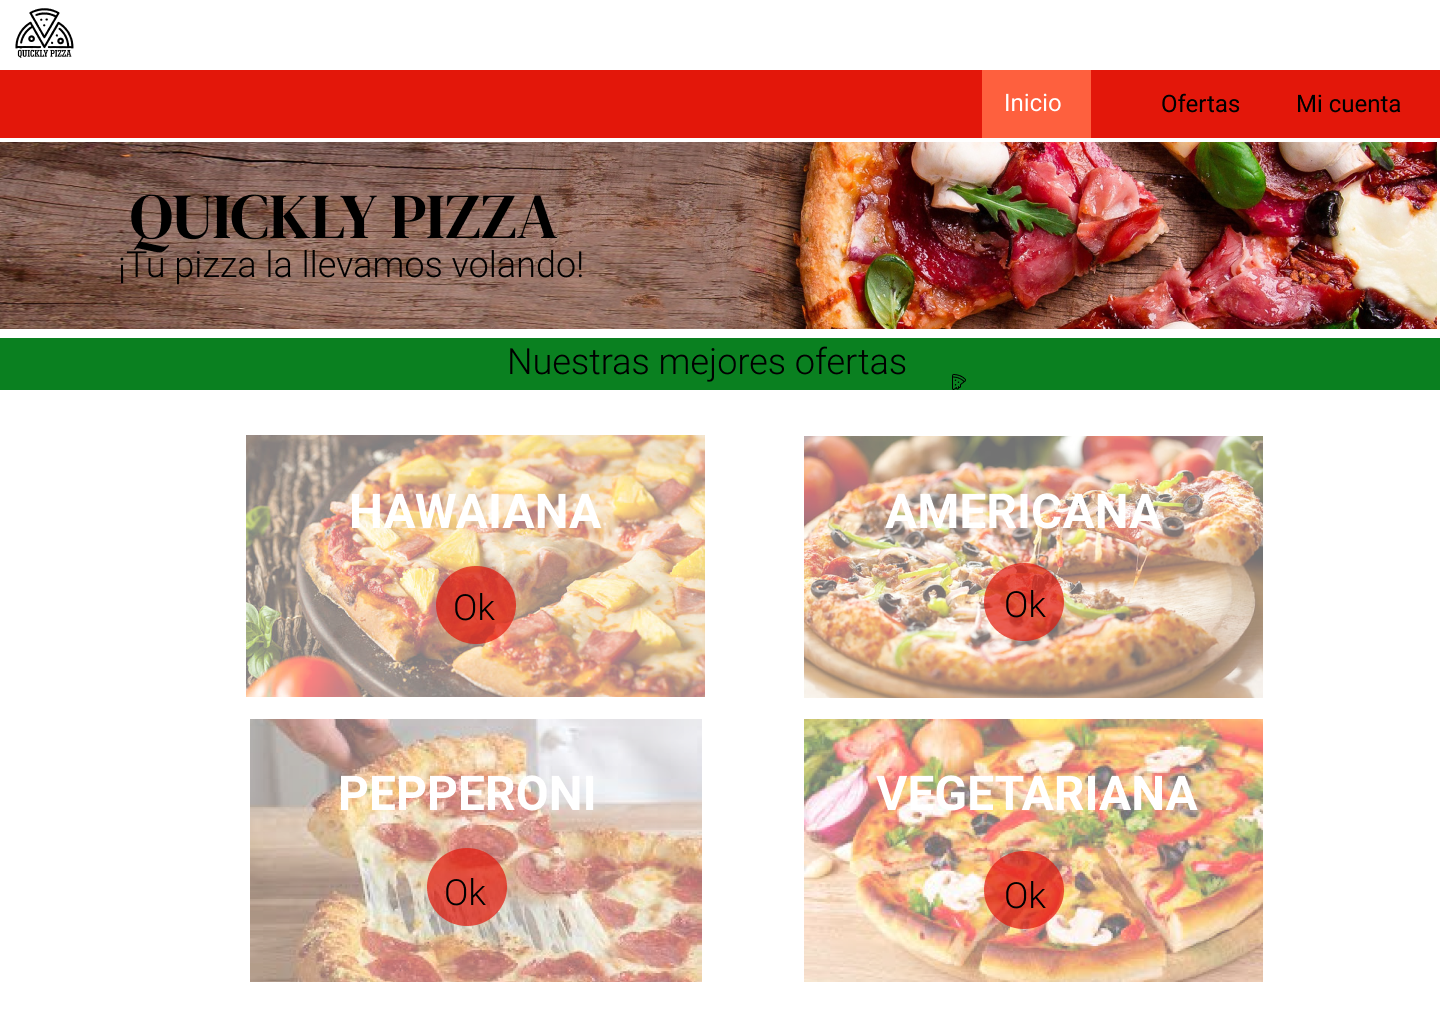 QUICKLY PIZZA
Inicio
Ofertas
Mi cuenta
QUICKLY PIZZA
¡Tu pizza la llevamos volando!
Nuestras mejores ofertas
HAWAIANA
Ok
AMERICANA
Ok
PEPPERONI
Ok
VEGETARIANA
Ok